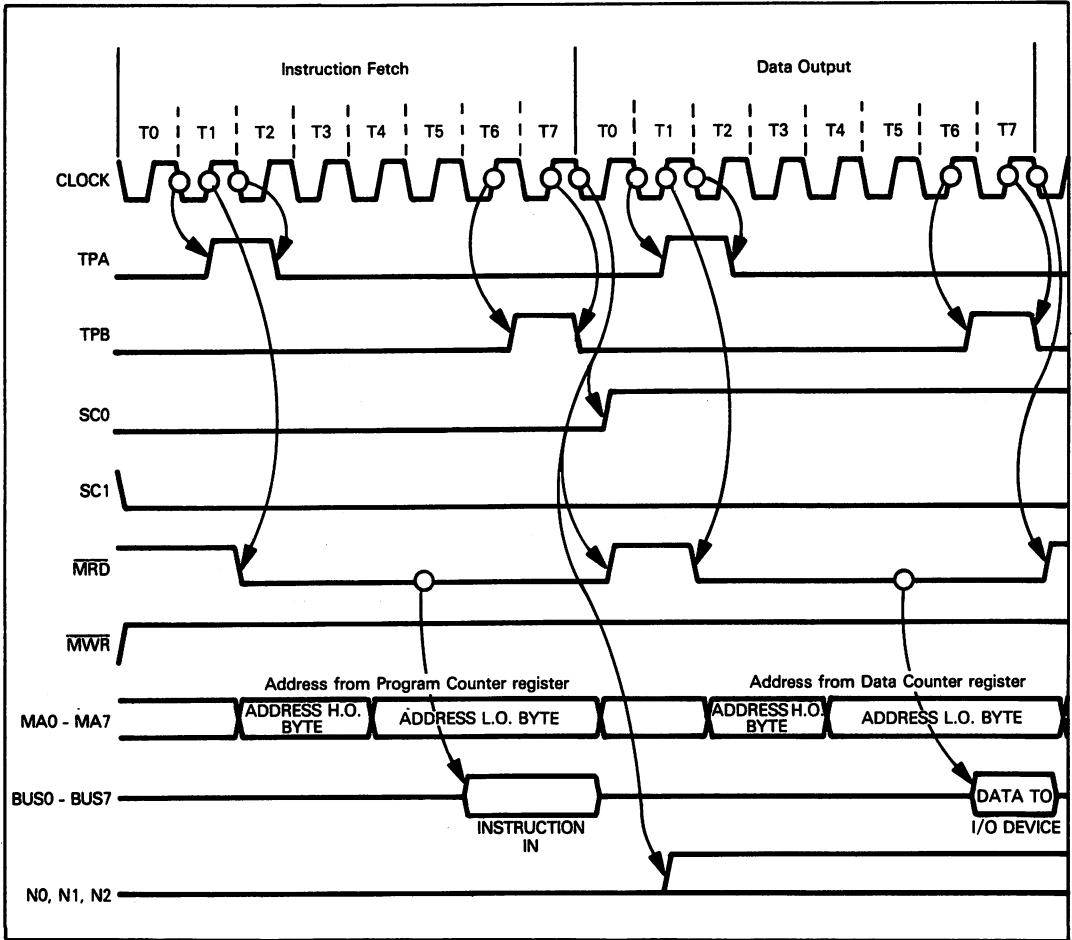 Instruction Fetch
Data Output
T0 T1 T2 T3 T4 T5 T6 T7 T0 T1 T2 T3 T4 T5 T6 T7
CLOCK
TPA
TPB
SC0
SC1
MRD
MWR
Address from Program Counter register
Address from Data Counter register
MA0 - MA7
ADDRESS H.O.
BYTE
ADDRESS L.O. BYTE
ADDRESS H.O.
BYTE
ADDRESS L.O. BYTE
BUS0 - BUS7
DATA TO
INSTRUCTION
IN
I/O DEVICE
N0, N1, N2